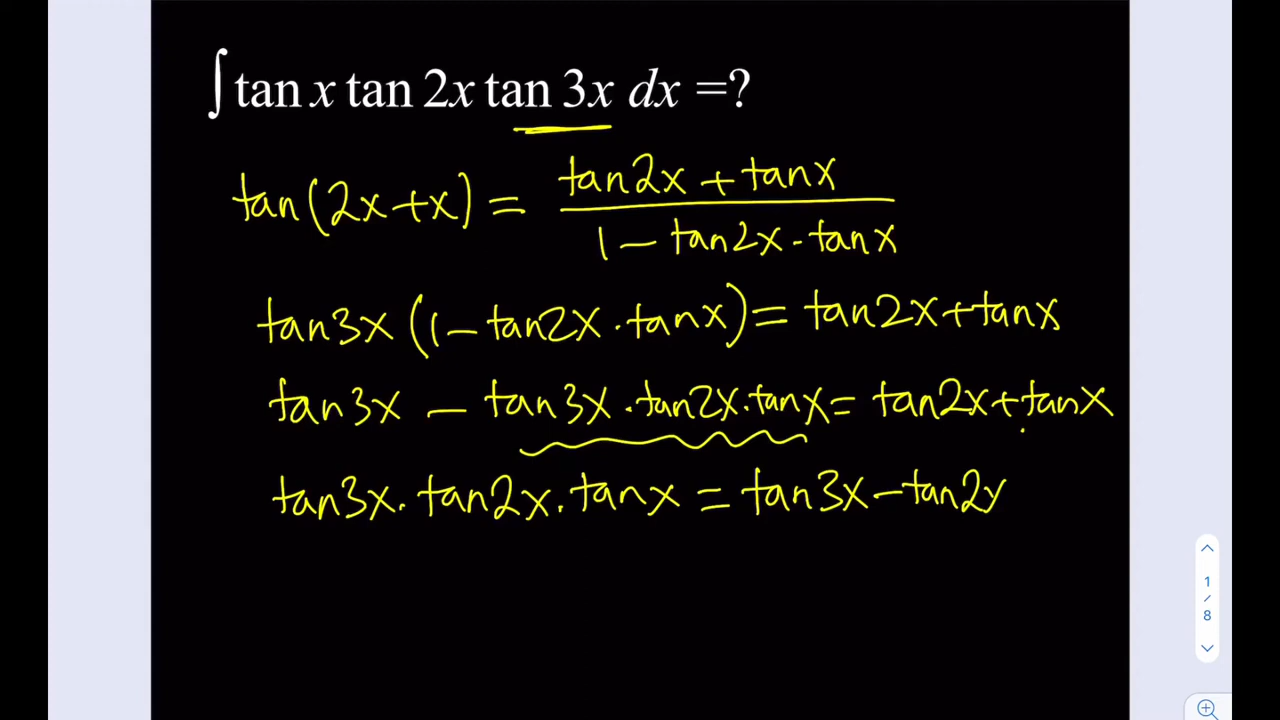 ∫ tan x tan 2x tan 3x dx =?
tan(2x+x) = (tan2x + tanx)/(1 - tan2x · tanx)
tan3x (1 - tan2x · tanx) = tan2x + tanx
tan3x - tan3x · tan2x · tanx = tan2x + tanx
tan3x · tan2x · tanx = tan3x - tan2x
1
/
8